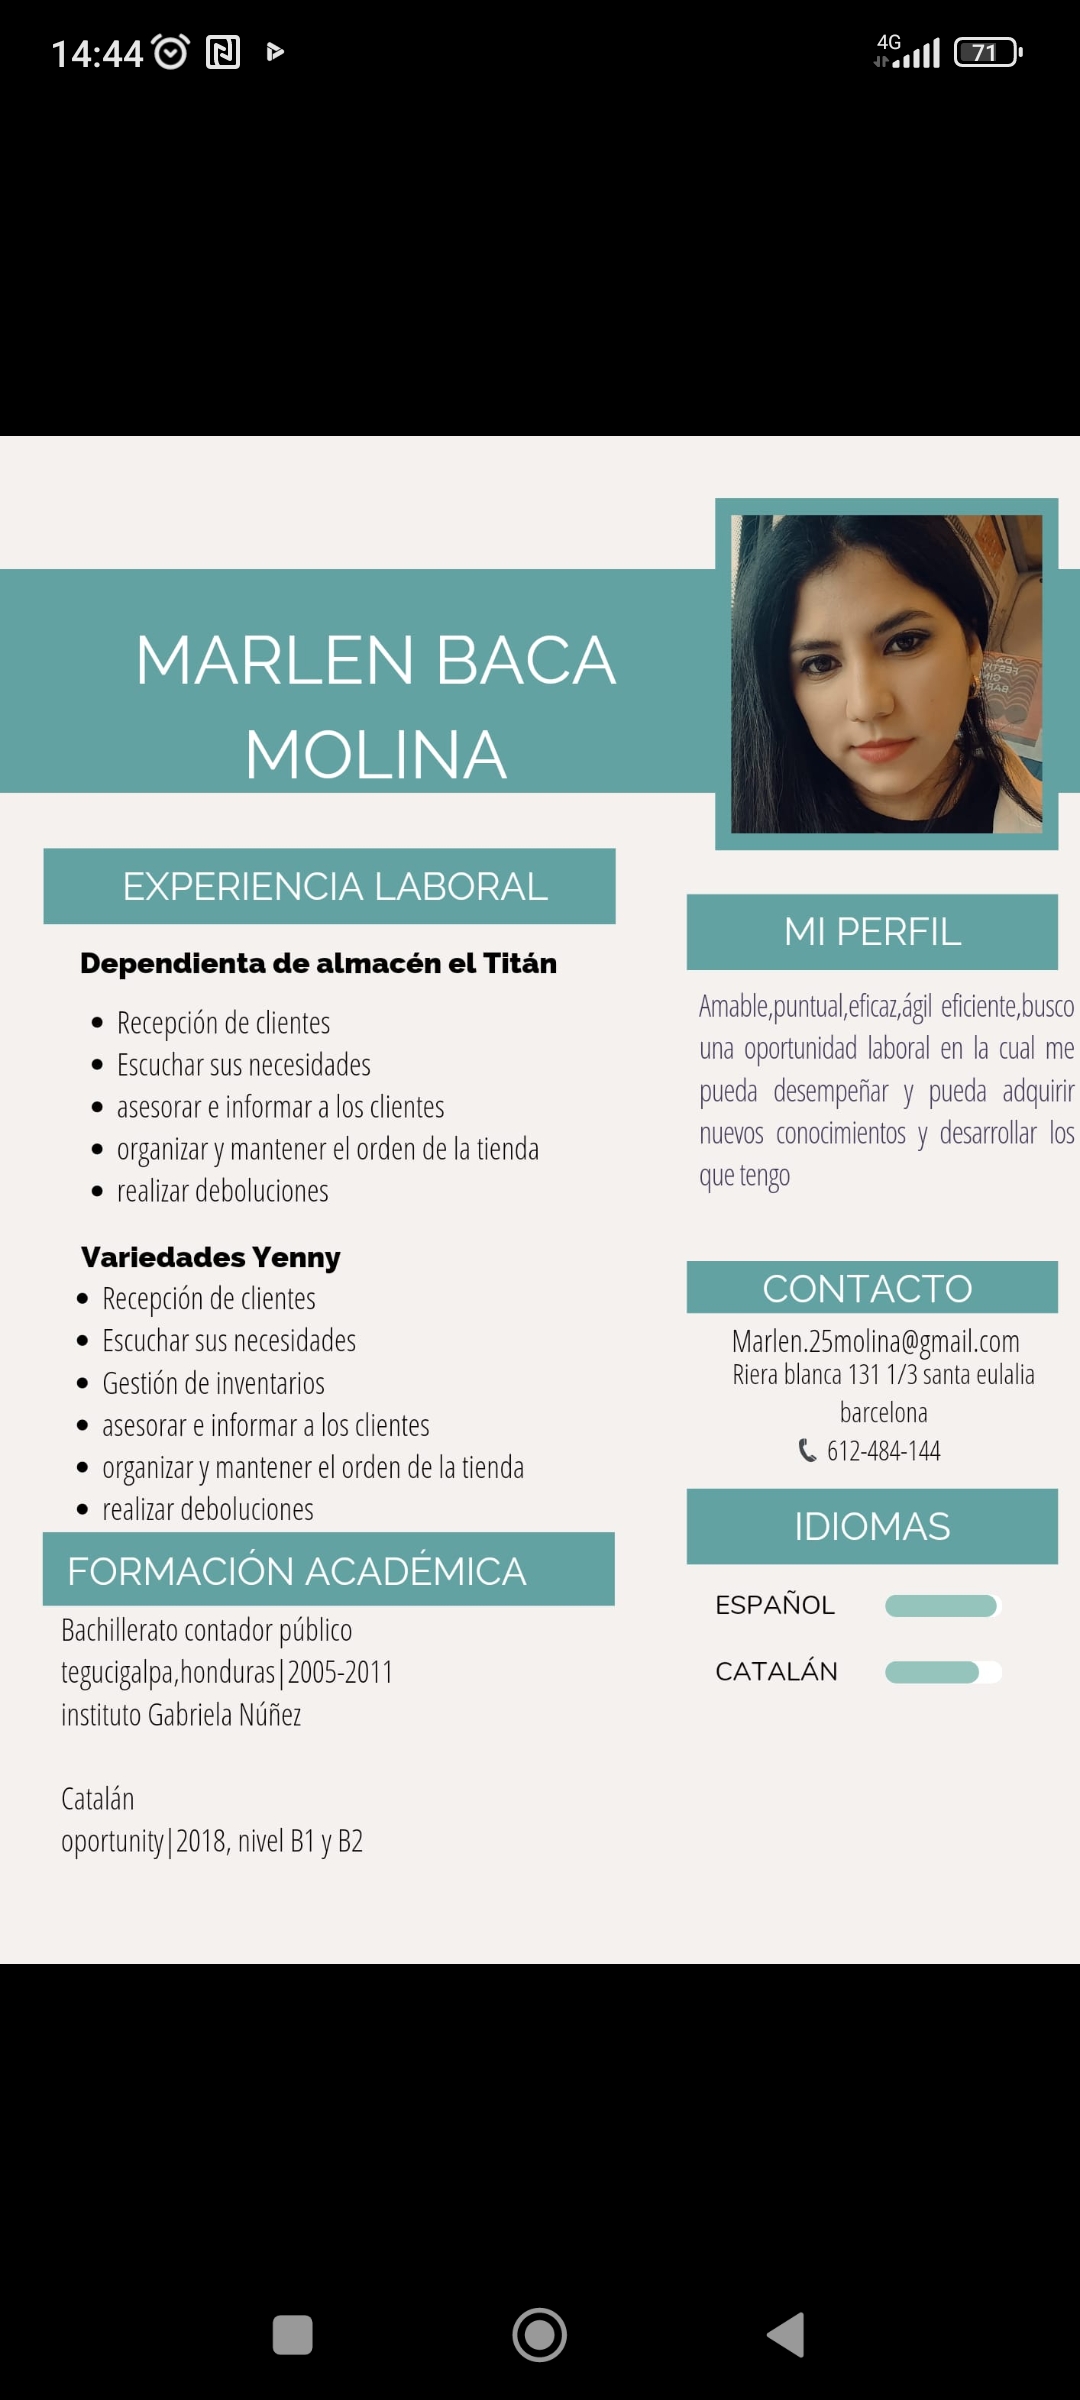 14:44
4G
71
MARLEN BACA
MOLINA
EXPERIENCIA LABORAL
Dependienta de almacén el Titán
Recepción de clientes
Escuchar sus necesidades
asesorar e informar a los clientes
organizar y mantener el orden de la tienda
realizar deboluciones
Variedades Yenny
Recepción de clientes
Escuchar sus necesidades
Gestión de inventarios
asesorar e informar a los clientes
organizar y mantener el orden de la tienda
realizar deboluciones
FORMACIÓN ACADÉMICA
Bachillerato contador público
tegucigalpa,honduras|2005-2011
instituto Gabriela Núñez
Catalán
oportunity|2018, nivel B1 y B2
MI PERFIL
Amable,puntual,eficaz,ágil eficiente,busco
una oportunidad laboral en la cual me
pueda desempeñar y pueda adquirir
nuevos conocimientos y desarrollar los
que tengo
CONTACTO
Marlen.25molina@gmail.com
Riera blanca 131 1/3 santa eulalia
barcelona
612-484-144
IDIOMAS
ESPAÑOL
CATALÁN